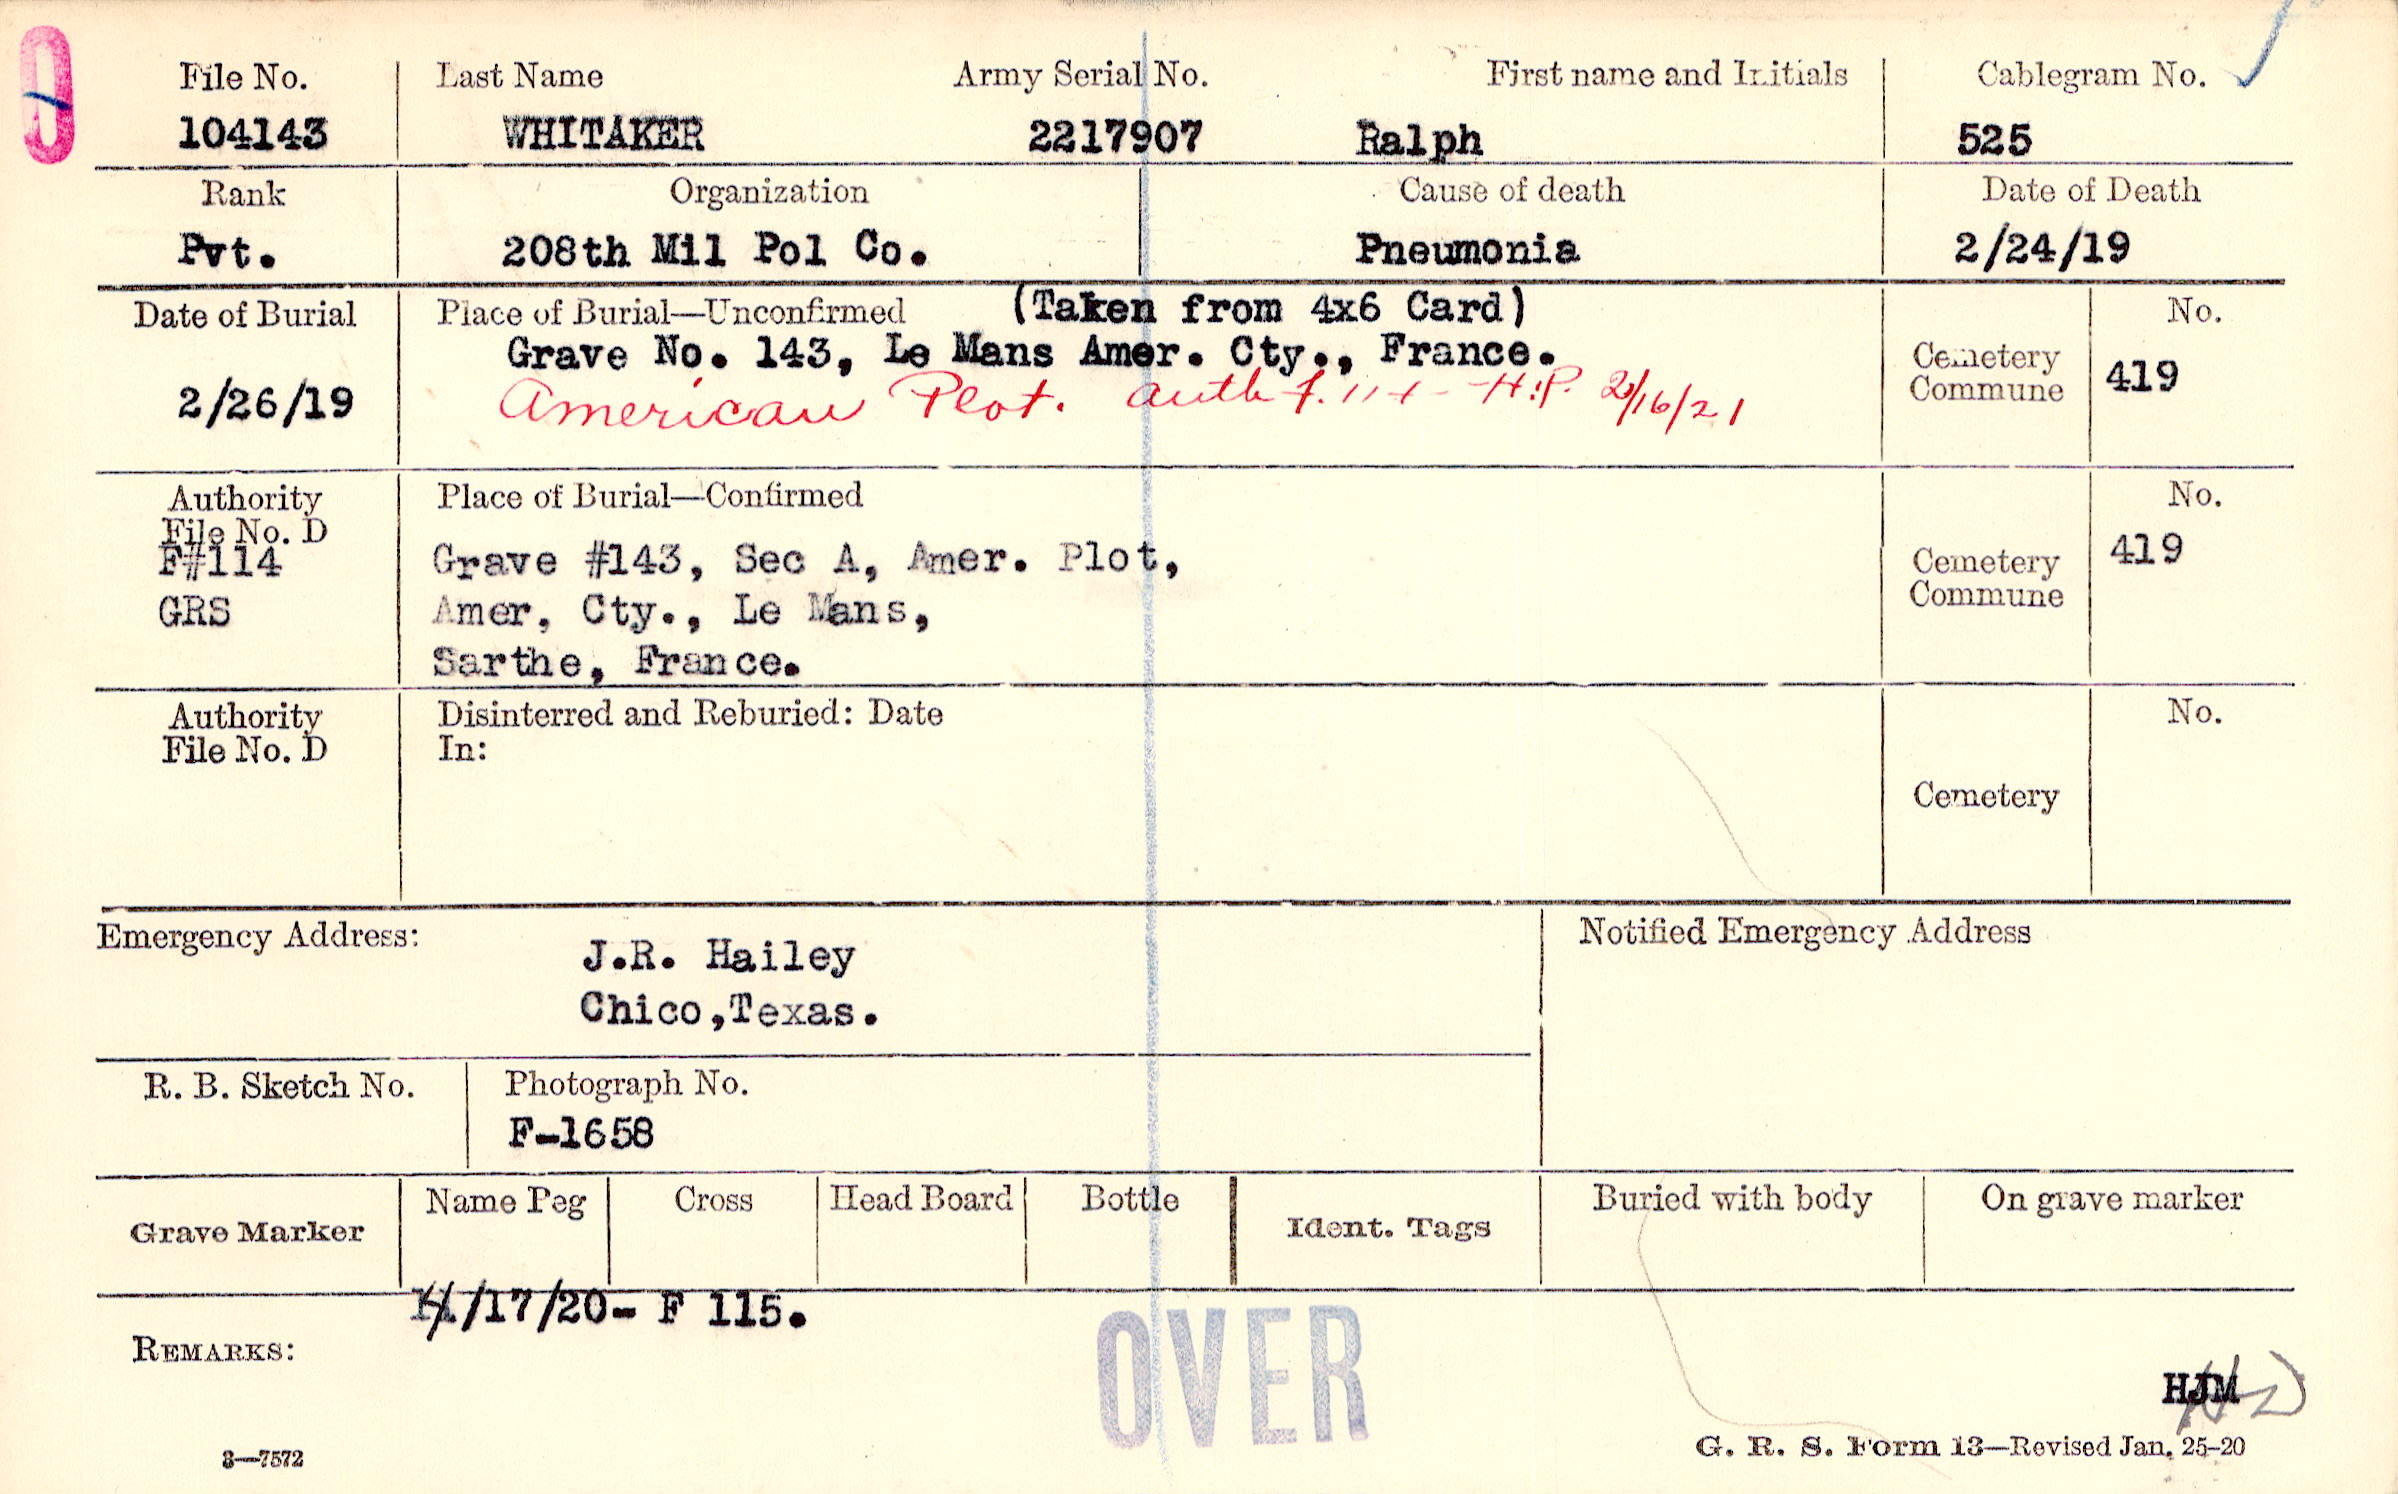 File No. Last Name Army Serial No. First name and Initials Cablegram No.
104143 WHITAKER 2217907 Ralph 525
Rank Organization Cause of death Date of Death
Pvt. 208th Mil Pol Co. Pneumonia 2/24/19
Date of Burial Place of Burial—Unconfirmed (Taken from 4x6 Card) No.
Grave No. 143, Le Mans Amer. Cty., France.
Cemetery
Commune 419
2/26/19 American Plot. auth f. 114 - H.P. 2/16/21
Authority Place of Burial—Confirmed No.
File No. D
F#114 Grave #143, Sec A, Amer. Plot, Cemetery 419
GRS Amer, Cty., Le Mans, Commune
Sarthe, France.
Authority Disinterred and Reburied: Date No.
File No. D In:
Cemetery
Emergency Address: Notified Emergency Address
J.R. Hailey
Chico,Texas.
R. B. Sketch No. Photograph No.
F-1658
Grave Marker Name Peg Cross Head Board Bottle Ident. Tags Buried with body On grave marker
/17/20- F 115.
REMARKS:
OVER
HJM
3—7572 G. R. S. Form 13—Revised Jan. 25-20